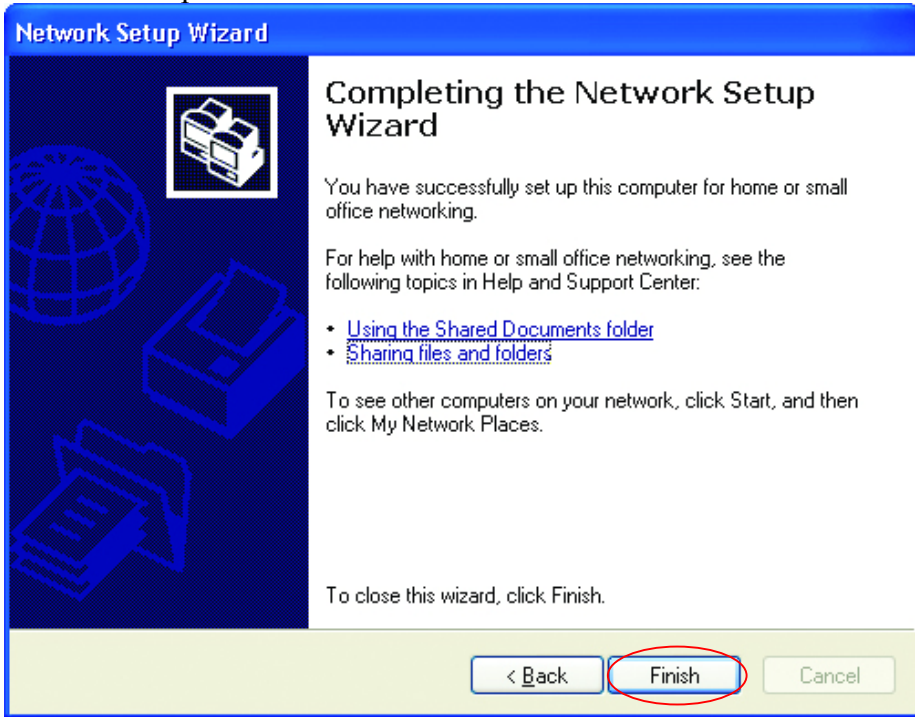 Network Setup Wizard
Completing the Network Setup
Wizard
You have successfully set up this computer for home or small
office networking.
For help with home or small office networking, see the
following topics in Help and Support Center:
• Using the Shared Documents folder
• Sharing files and folders
To see other computers on your network, click Start, and then
click My Network Places.
To close this wizard, click Finish.
< Back Finish Cancel